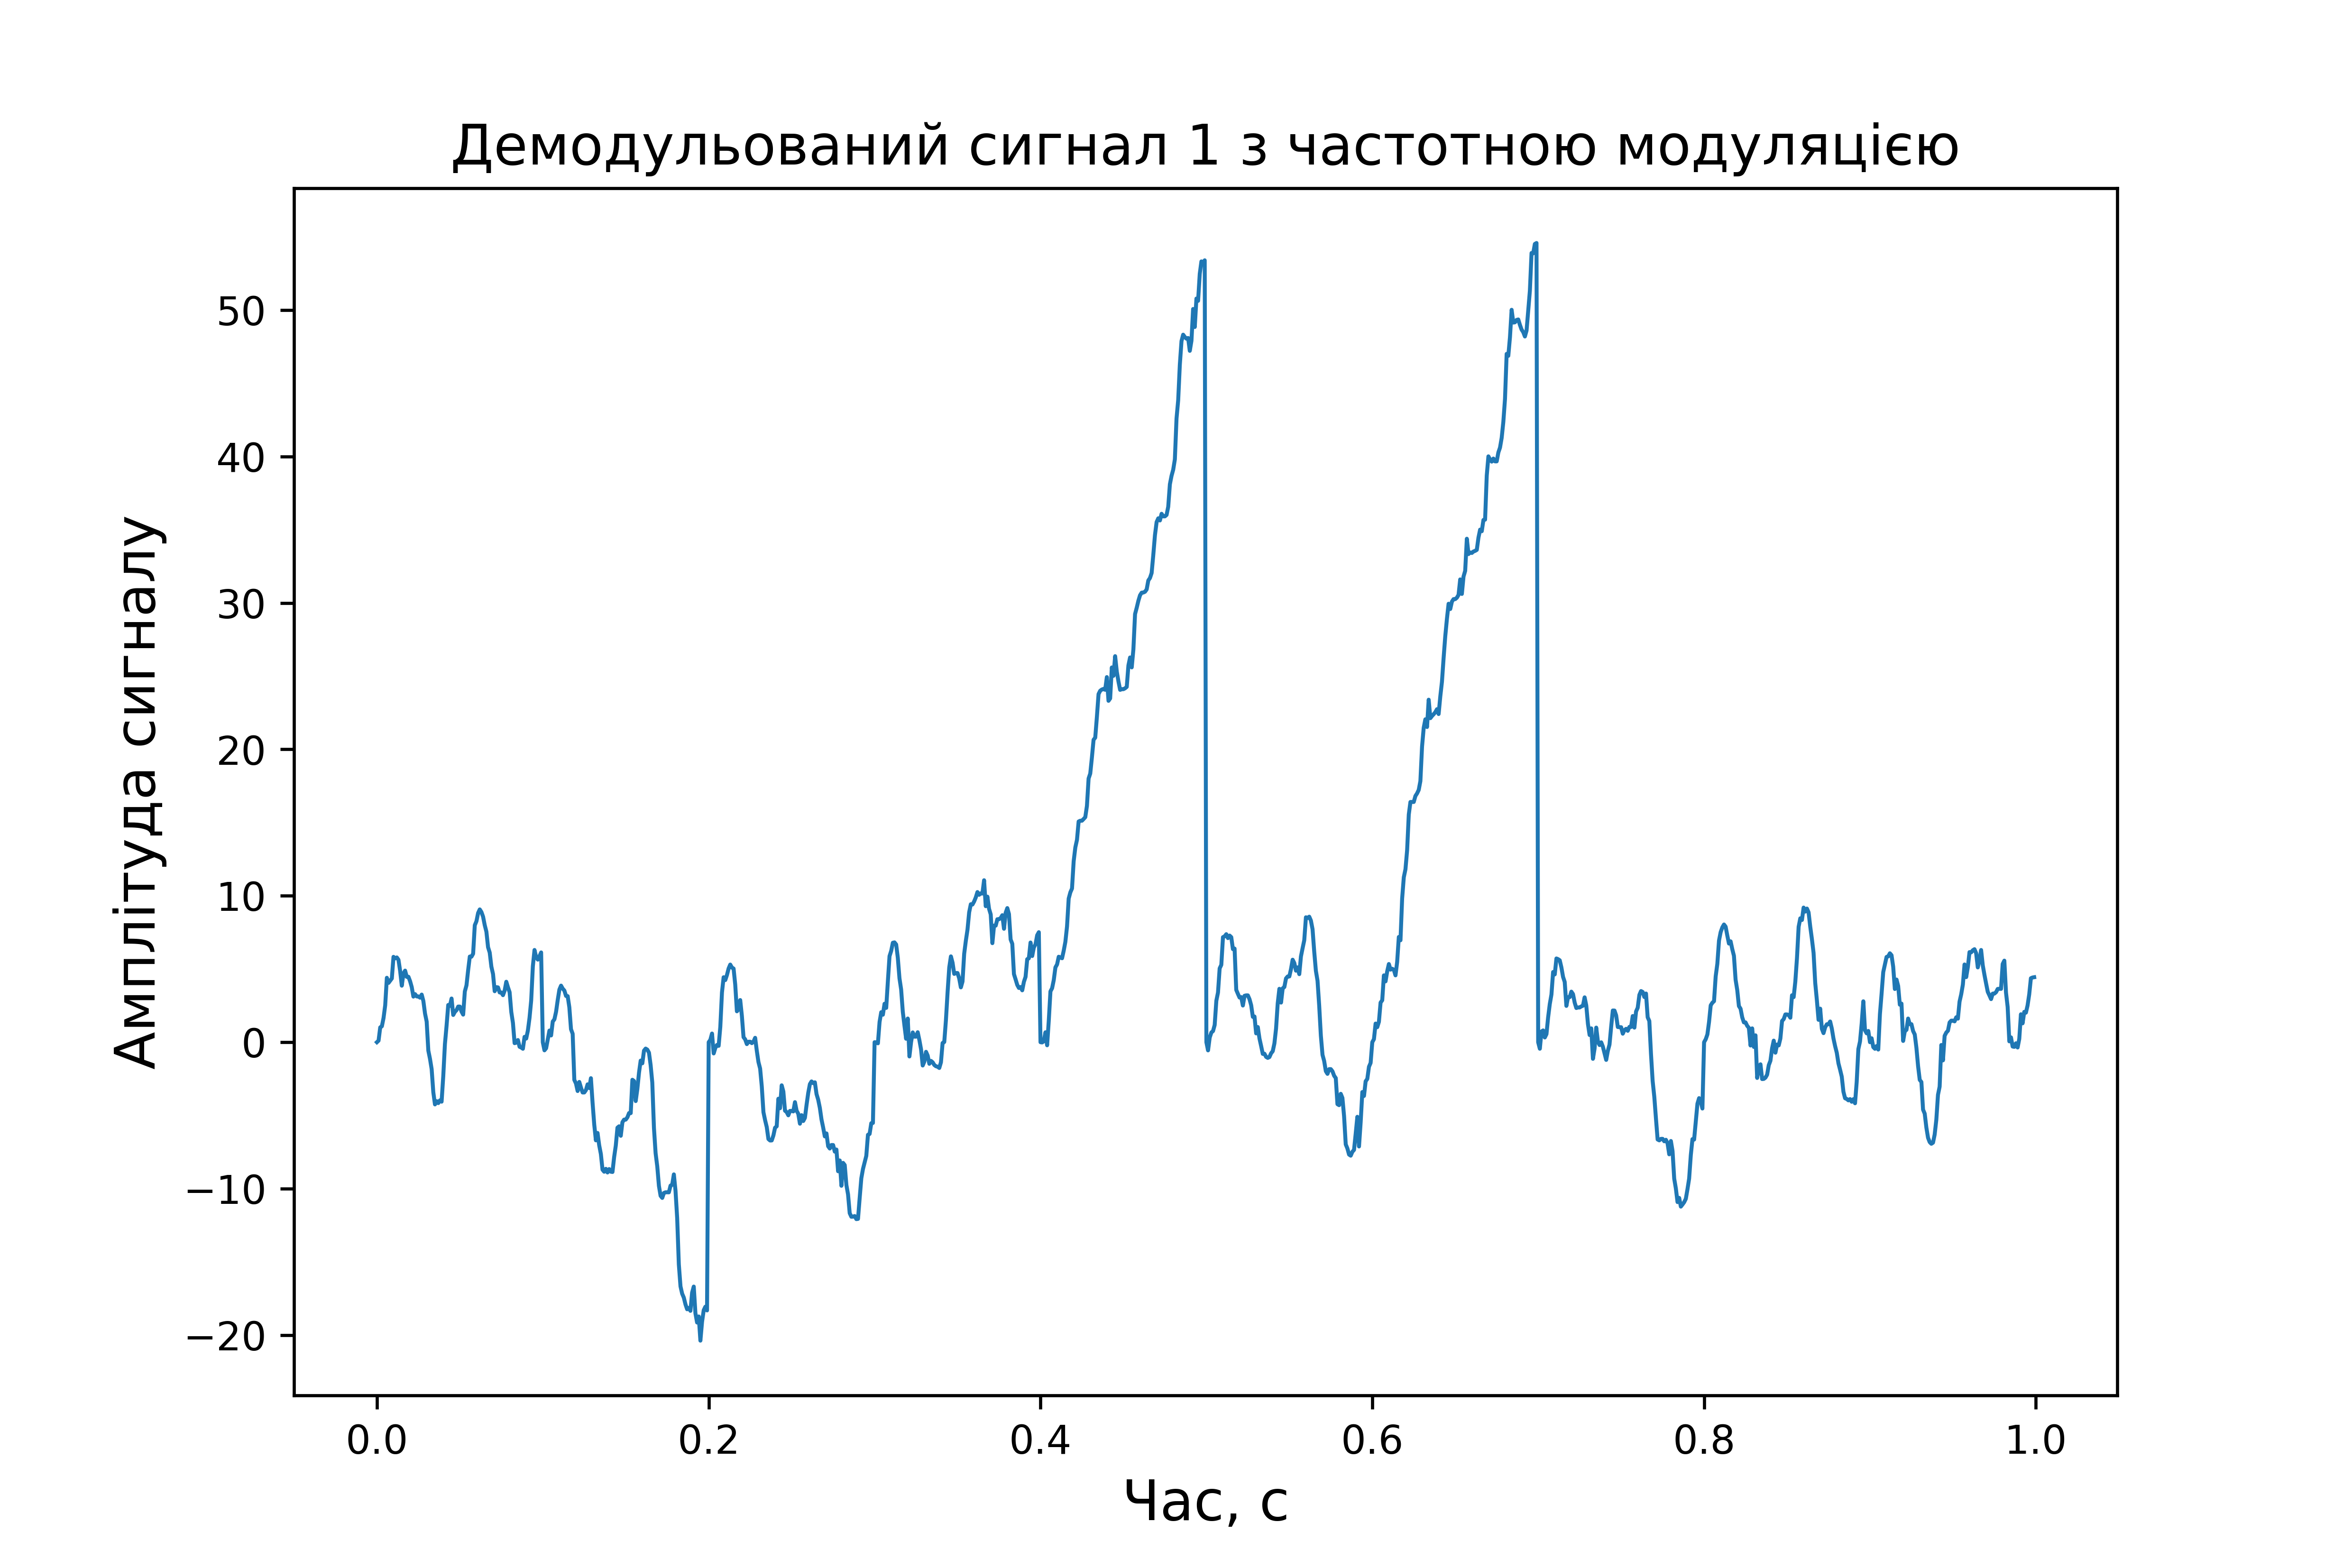 Демодульований сигнал 1 з частотною модуляцією
Амплітуда сигналу
50
40
30
20
10
0
−10
−20
0.0 0.2 0.4 0.6 0.8 1.0
Час, с